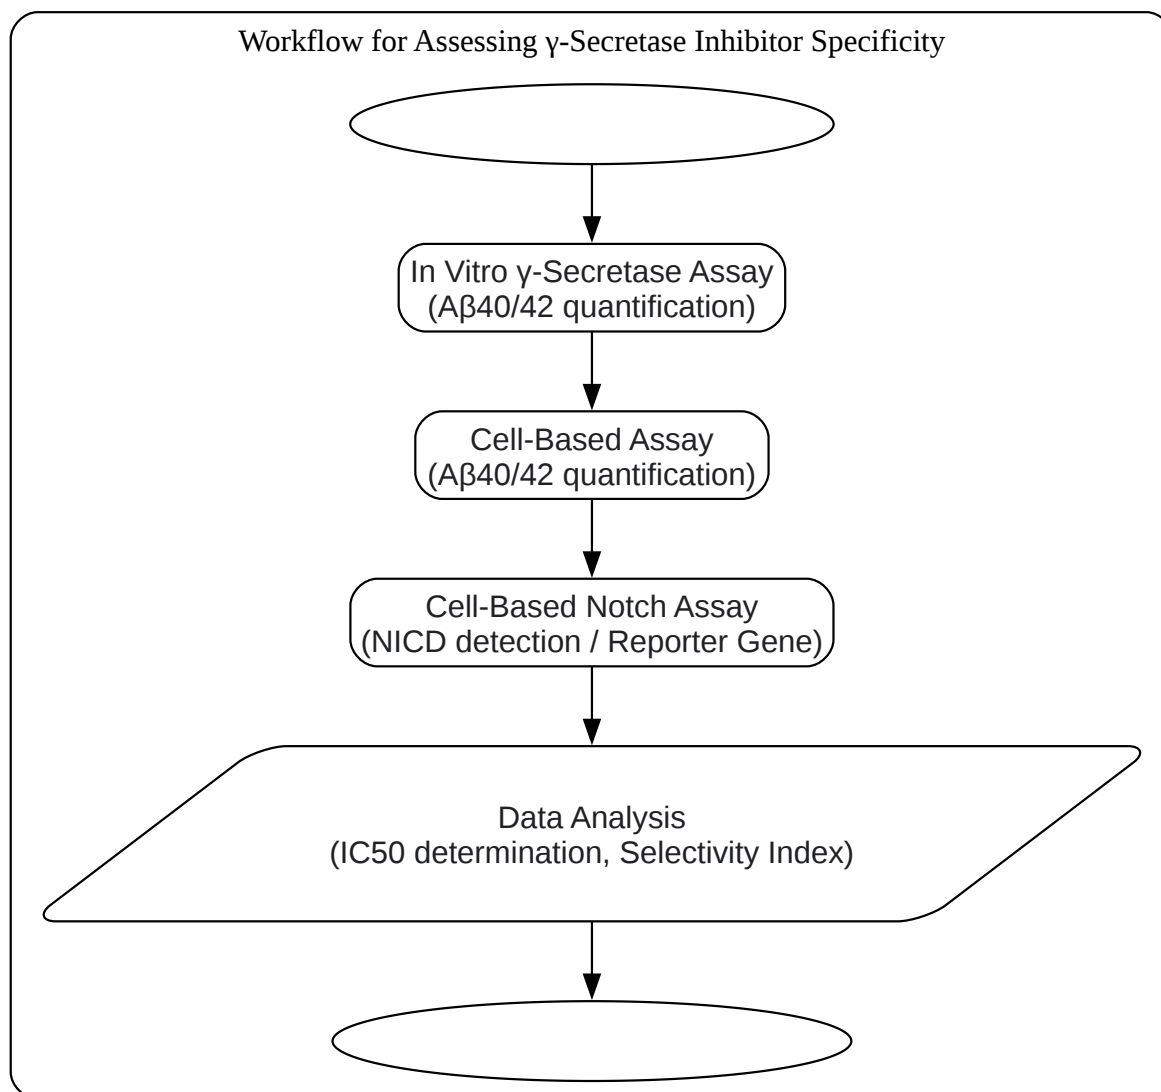 Workflow for Assessing γ-Secretase Inhibitor Specificity
In Vitro γ-Secretase Assay
(Aβ40/42 quantification)
Cell-Based Assay
(Aβ40/42 quantification)
Cell-Based Notch Assay
(NICD detection / Reporter Gene)
Data Analysis
(IC50 determination, Selectivity Index)